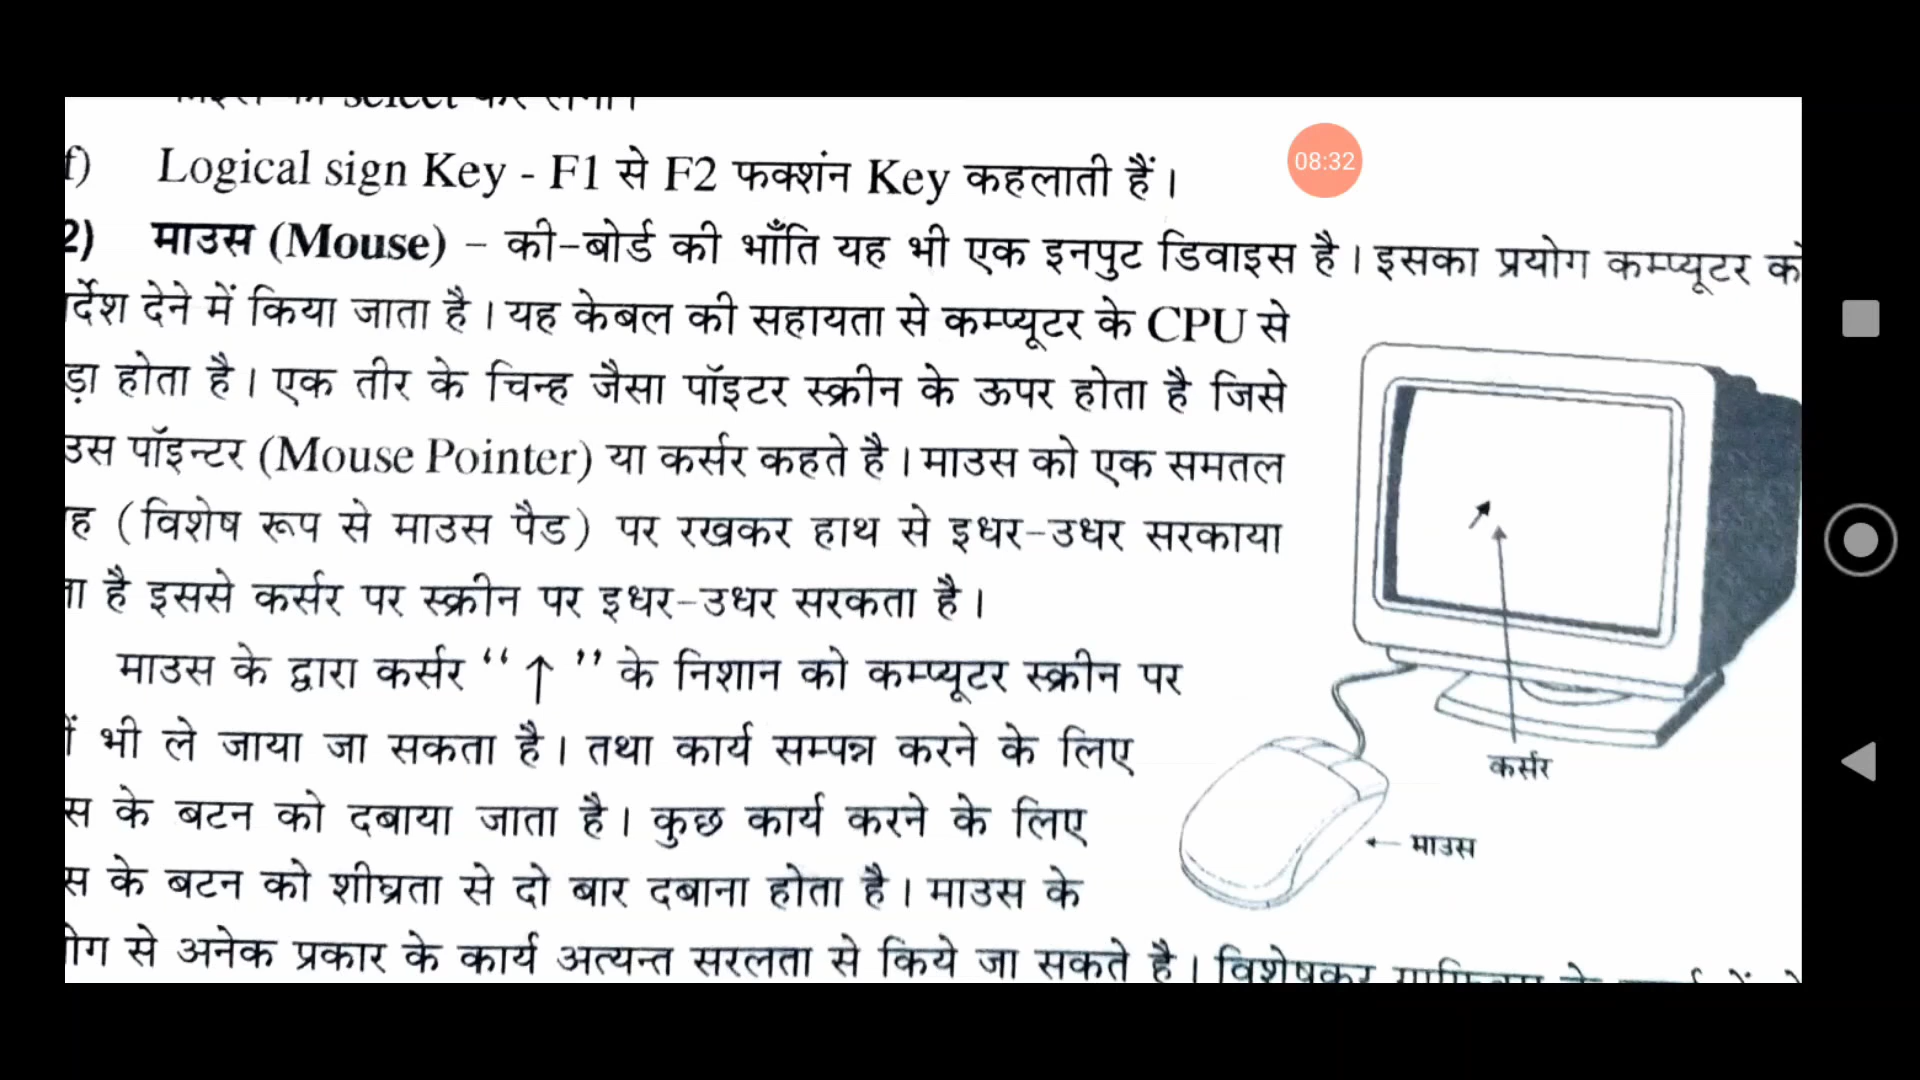 select कर लेगा।
f) Logical sign Key - F1 से F2 फक्शंन Key कहलाती हैं।
08:32
2) माउस (Mouse) – की-बोर्ड की भाँति यह भी एक इनपुट डिवाइस है। इसका प्रयोग कम्प्यूटर को
र्देश देने में किया जाता है। यह केबल की सहायता से कम्प्यूटर के CPU से
ड़ा होता है। एक तीर के चिन्ह जैसा पॉइटर स्क्रीन के ऊपर होता है जिसे
उस पॉइन्टर (Mouse Pointer) या कर्सर कहते है। माउस को एक समतल
ह (विशेष रूप से माउस पैड) पर रखकर हाथ से इधर-उधर सरकाया
ता है इससे कर्सर पर स्क्रीन पर इधर-उधर सरकता है।
माउस के द्वारा कर्सर “ ↑ ” के निशान को कम्प्यूटर स्क्रीन पर
ीं भी ले जाया जा सकता है। तथा कार्य सम्पन्न करने के लिए
स के बटन को दबाया जाता है। कुछ कार्य करने के लिए
स के बटन को शीघ्रता से दो बार दबाना होता है। माउस के
ोग से अनेक प्रकार के कार्य अत्यन्त सरलता से किये जा सकते है। विशेषकर
कर्सर
माउस